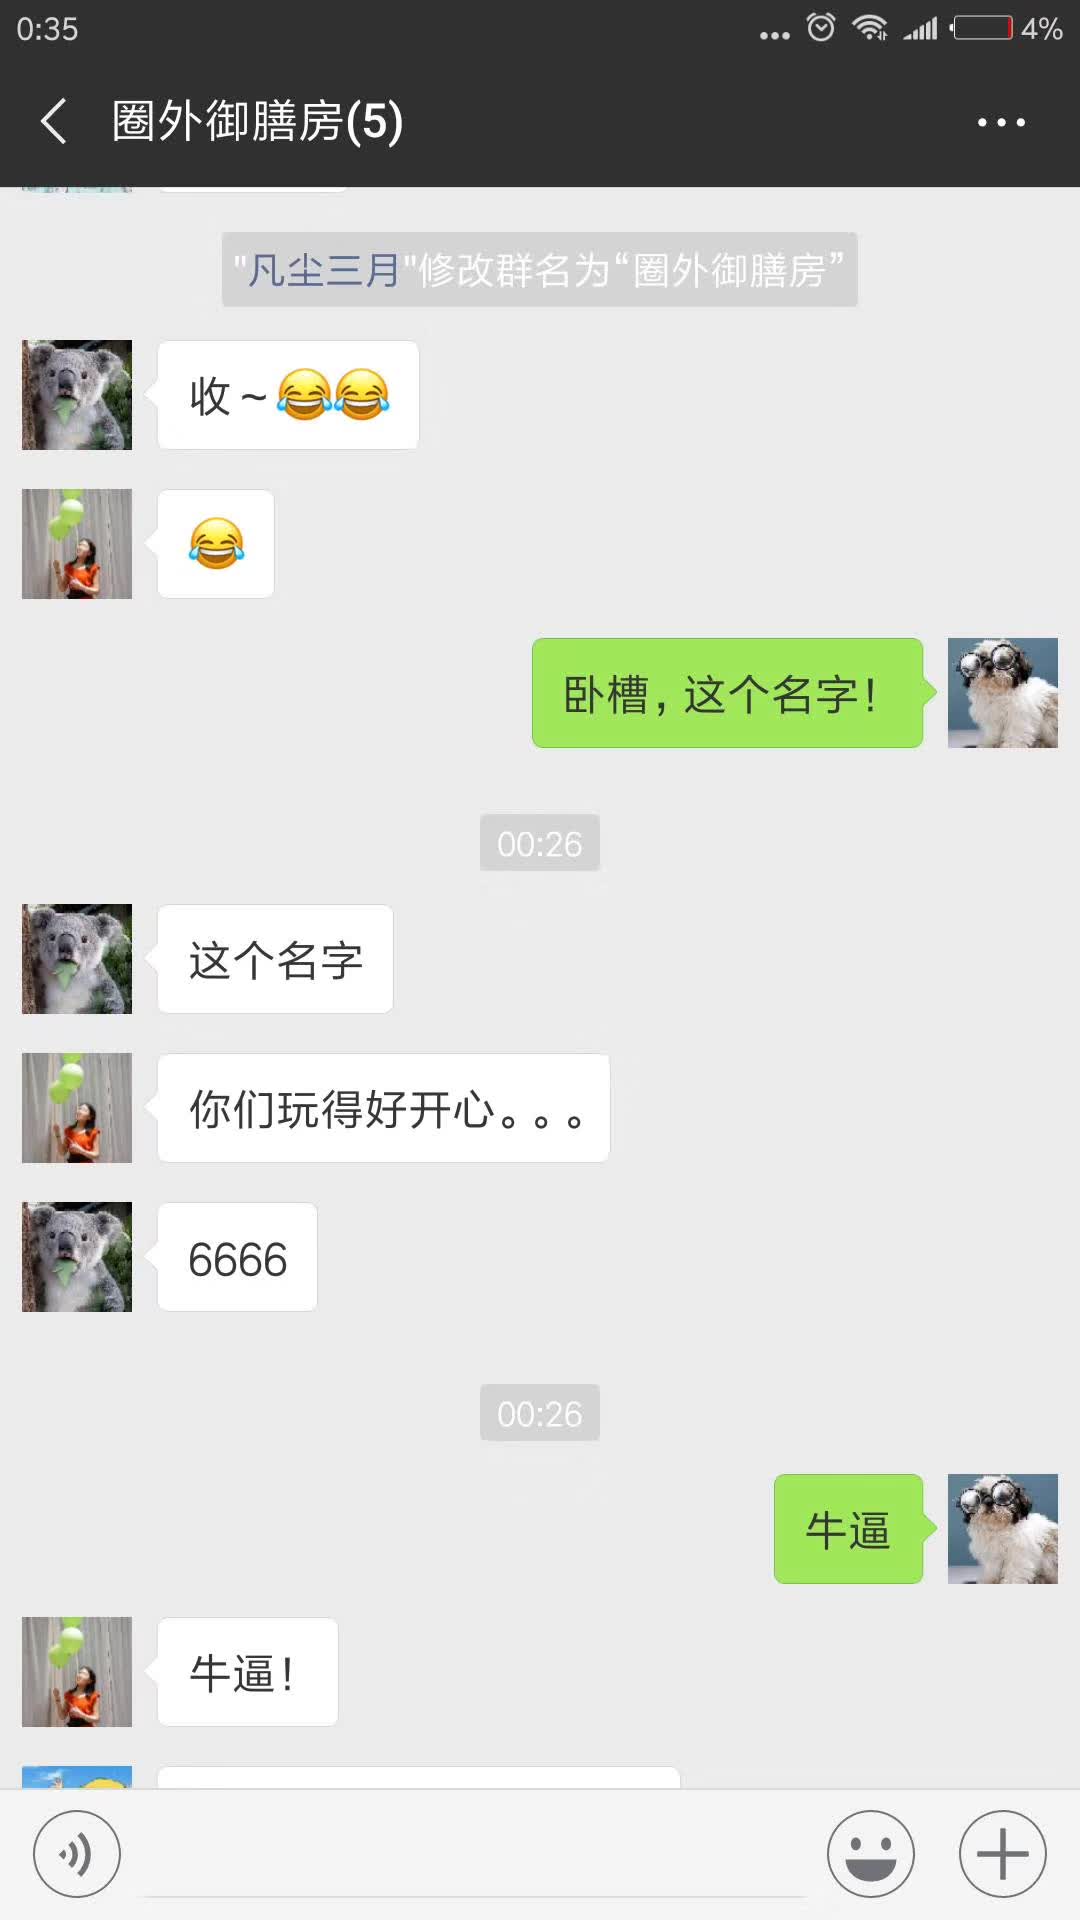 0:35
4%
圈外御膳房(5)
"凡尘三月"修改群名为“圈外御膳房”
收~😂😂
😂
卧槽，这个名字！
00:26
这个名字
你们玩得好开心。。。
6666
00:26
牛逼
牛逼！